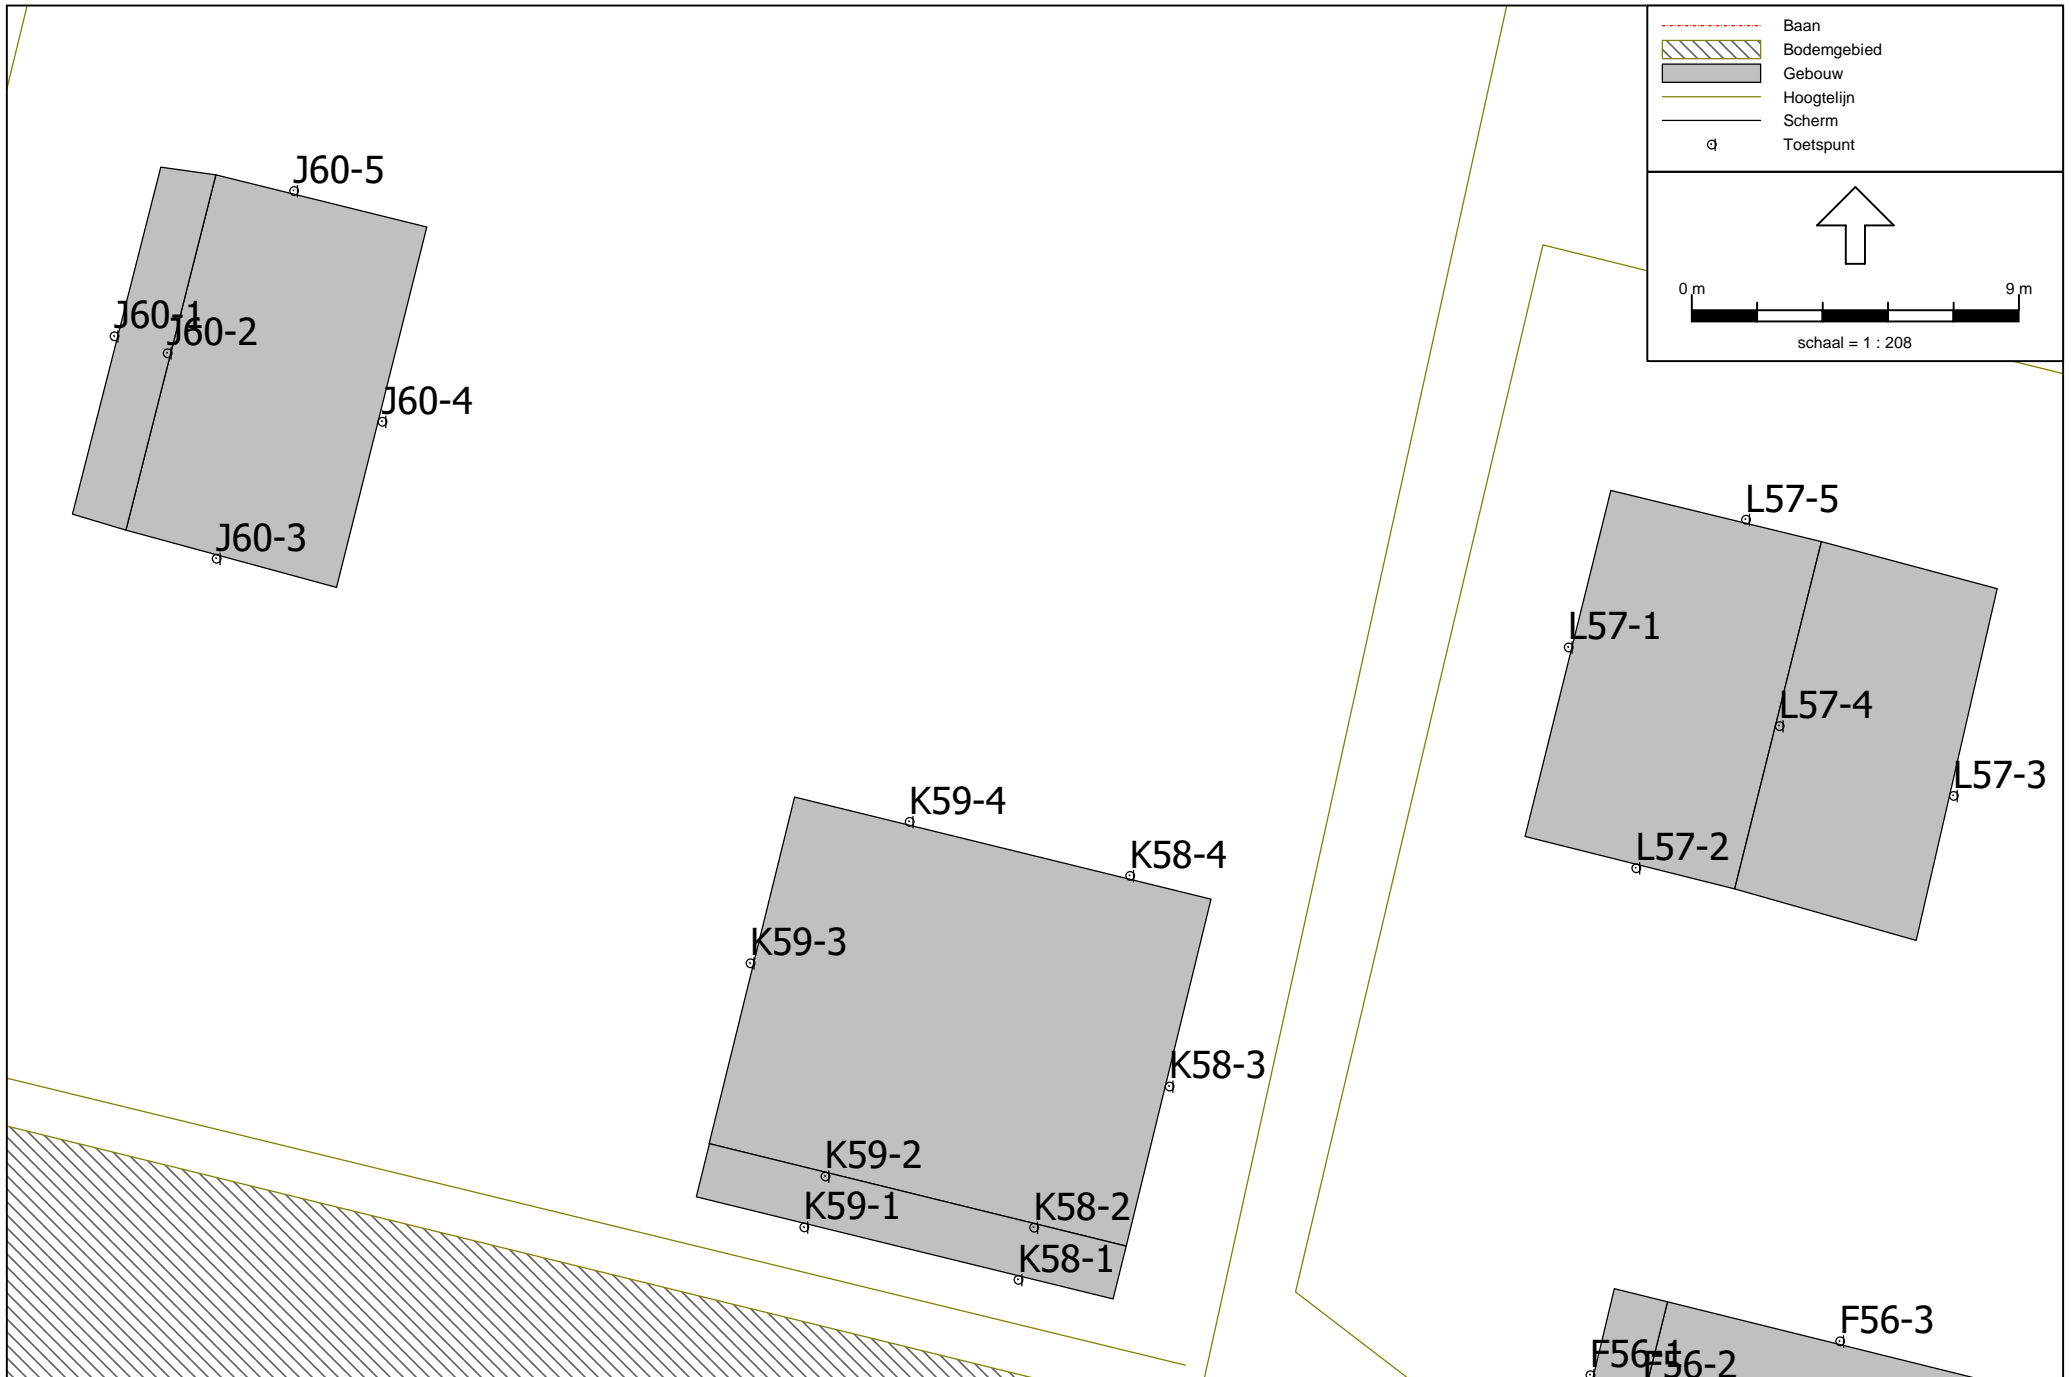 Baan
Bodemgebied
Gebouw
Hoogtelijn
Scherm
Toetspunt
0 m 9 m
schaal = 1 : 208
J60-5
J60-1
J60-2
J60-4
J60-3
L57-5
L57-1
L57-4
L57-3
L57-2
K59-4
K58-4
K59-3
K58-3
K59-2
K59-1
K58-2
K58-1
F56-3
F56-1
F56-2